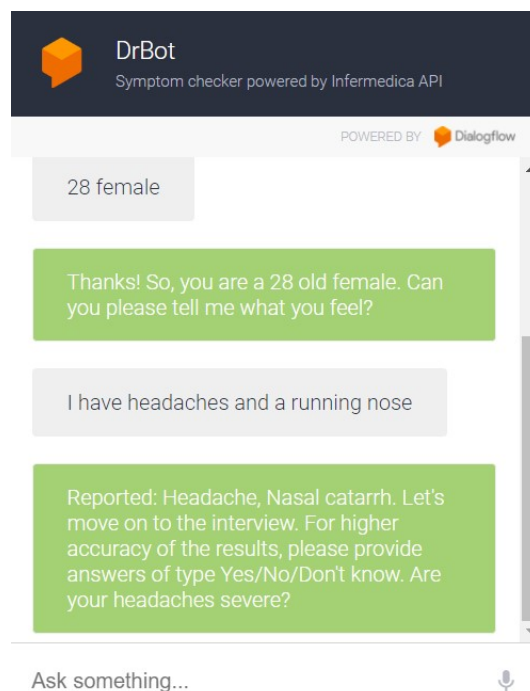 DrBot
Symptom checker powered by Infermedica API
POWERED BY Dialogflow
28 female
Thanks! So, you are a 28 old female. Can
you please tell me what you feel?
I have headaches and a running nose
Reported: Headache, Nasal catarrh. Let's
move on to the interview. For higher
accuracy of the results, please provide
answers of type Yes/No/Don't know. Are
your headaches severe?
Ask something...